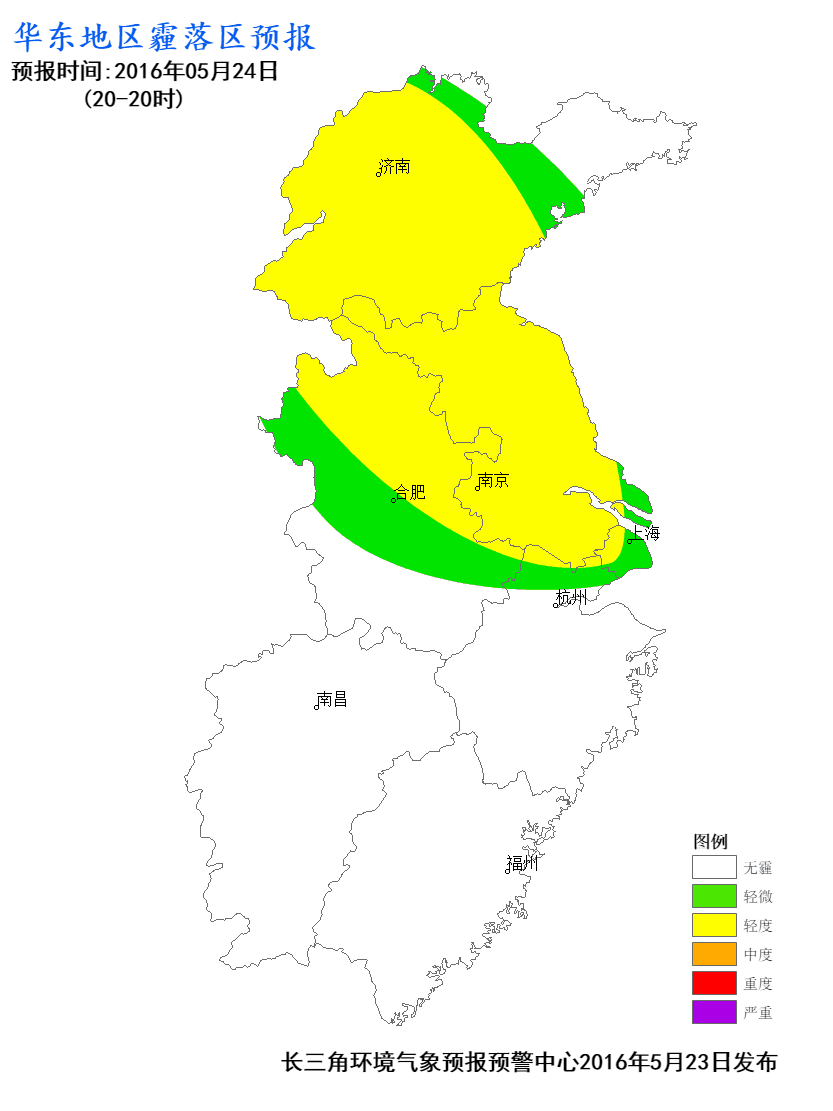 华东地区霾落区预报
预报时间:2016年05月24日
(20-20时)
济南
合肥
南京
上海
杭州
南昌
福州
图例
无霾
轻微
轻度
中度
重度
严重
长三角环境气象预报预警中心2016年5月23日发布